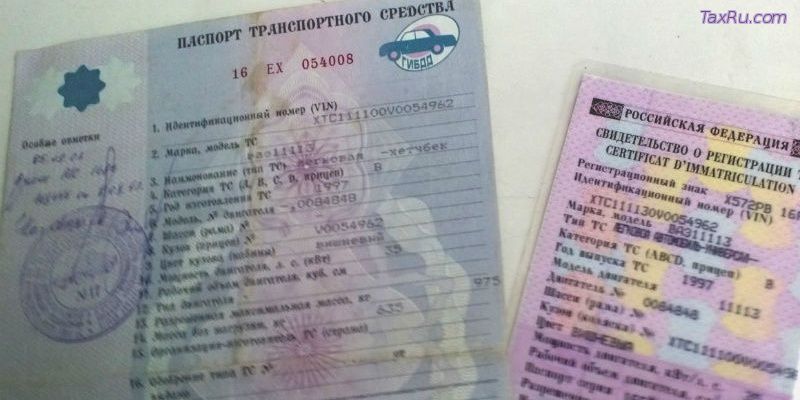 TaxRu.com
ПАСПОРТ ТРАНСПОРТНОГО СРЕДСТВА
16 ЕХ 054008
ГИБДД
Особые отметки
1. Идентификационный номер (VIN)
XTC111100V0054962
2. Марка, модель ТС
ВАЗ11113
3. Наименование (тип ТС) легковая -хетчбек
4. Категория ТС (А, В, С, D, прицеп) В
5. Год изготовления ТС 1997
6. Модель, № двигателя -,0084848
8. Шасси (рама) №
Кузов (прицеп) № V0054962
9. Цвет кузова (кабины) вишневый
10. Мощность двигателя, л. с. (кВт) 35
11. Рабочий объем двигателя, куб. см
12. Тип двигателя 975
13. Разрешенная максимальная масса, кг
14. Масса без нагрузки, кг 635
15. Организация-изготовитель ТС (страна)
16. Одобрение типа ТС № от
РОССИЙСКАЯ ФЕДЕРАЦИЯ
СВИДЕТЕЛЬСТВО О РЕГИСТРАЦИИ
CERTIFICAT D'IMMATRICULATION
Регистрационный знак Х572РВ
Идентификационный номер (VIN)
XTC111130V0054962
Марка, модель ВАЗ11113
Тип ТС
Категория ТС (ABCD, прицеп) В
Год выпуска ТС 1997
Модель двигателя 11113
Двигатель № 0084848
Шасси (рама) №
Кузов (коляска) № XTC111100V0054962
Цвет ВИШНЕВЫЙ
Мощность двигателя, кВт/л. с.
Рабочий объем двигателя,
Паспорт серия